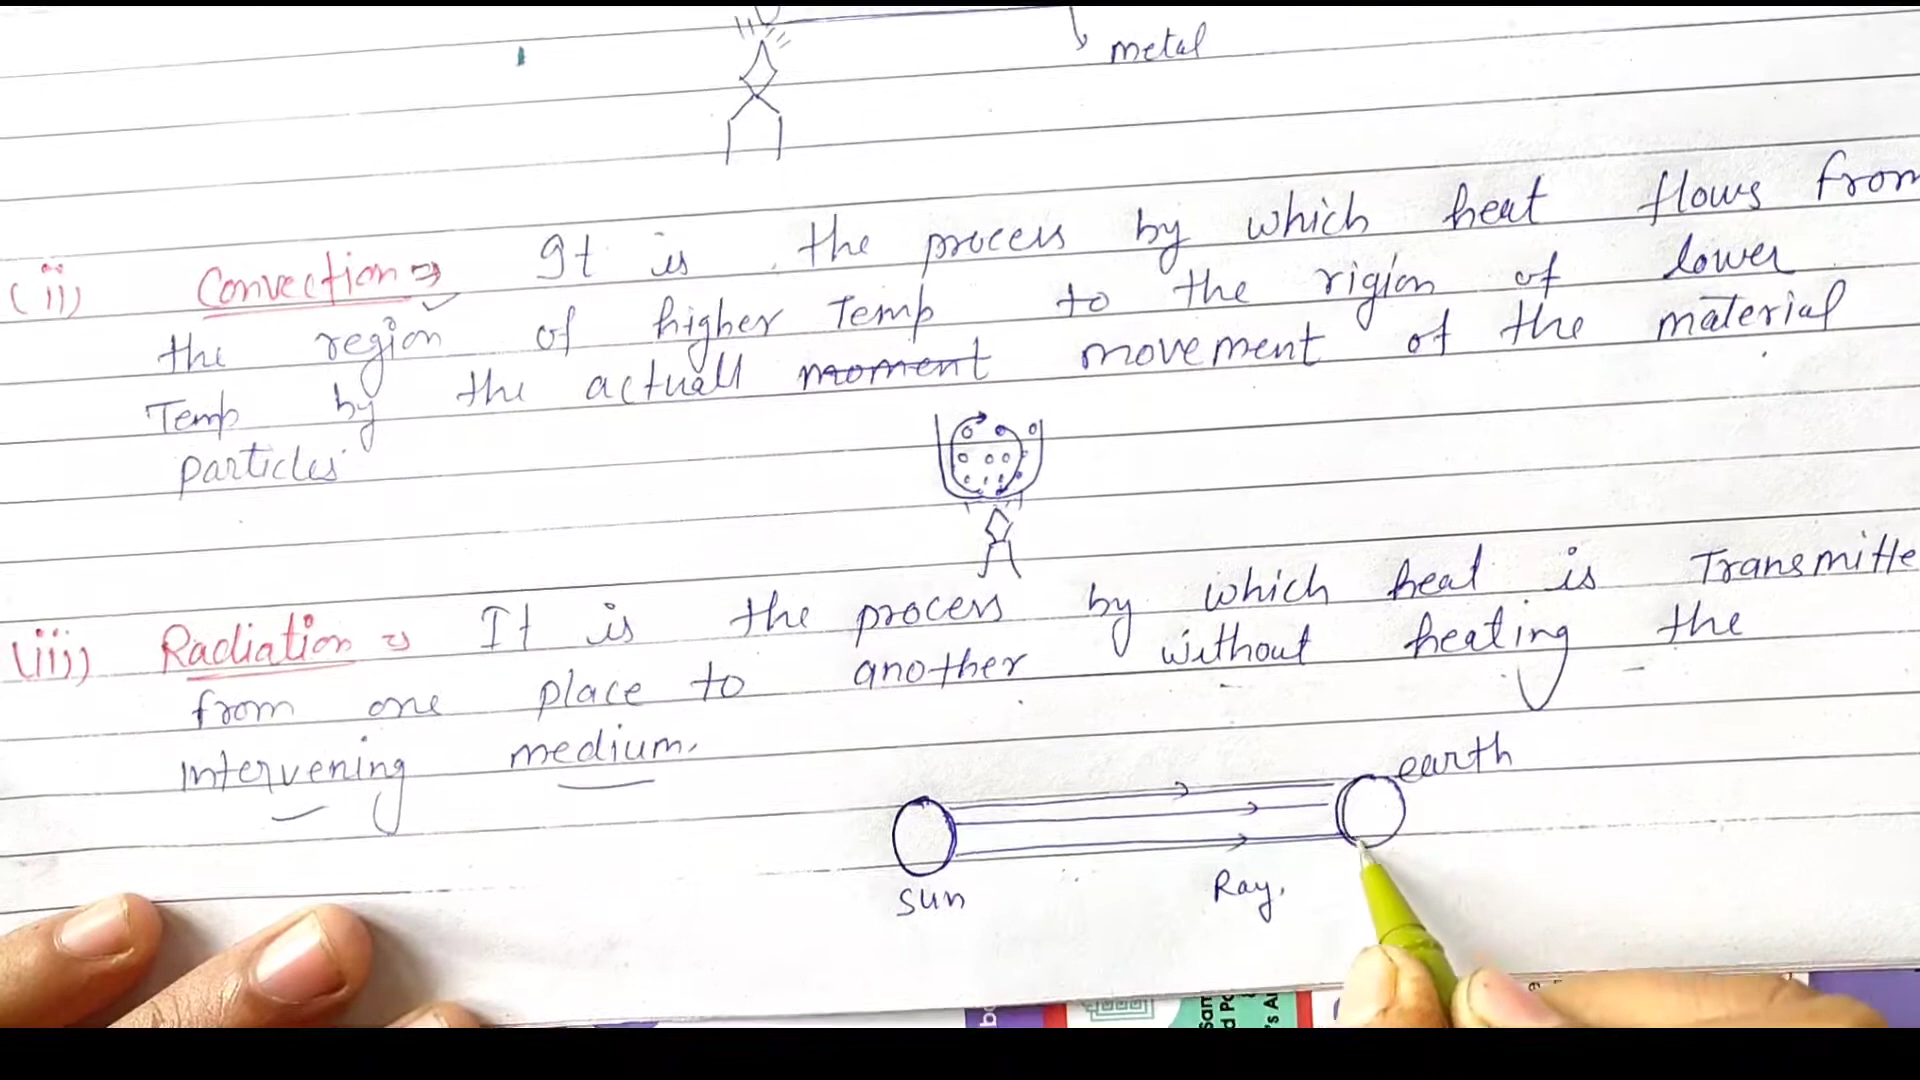 metal
(ii) Convection ⇒ It is the process by which heat flows from
the region of higher Temp to the rigion of lower
Temp by the actuall moment movement of the material
particles
(iii) Radiation ⇒ It is the process by which heat is Transmitte
from one place to another without heating the
intervening medium.
earth
Sun
Ray.